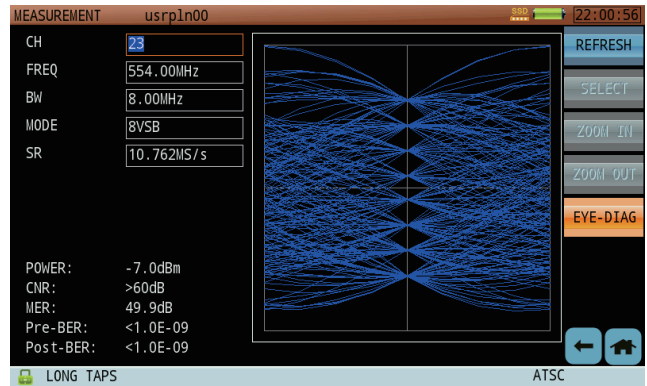 MEASUREMENT usrpln00 SSD 22:00:56
CH 23
FREQ 554.00MHz
BW 8.00MHz
MODE 8VSB
SR 10.762MS/s
REFRESH
SELECT
ZOOM IN
ZOOM OUT
EYE-DIAG
POWER: -7.0dBm
CNR: >60dB
MER: 49.9dB
Pre-BER: <1.0E-09
Post-BER: <1.0E-09
LONG TAPS ATSC